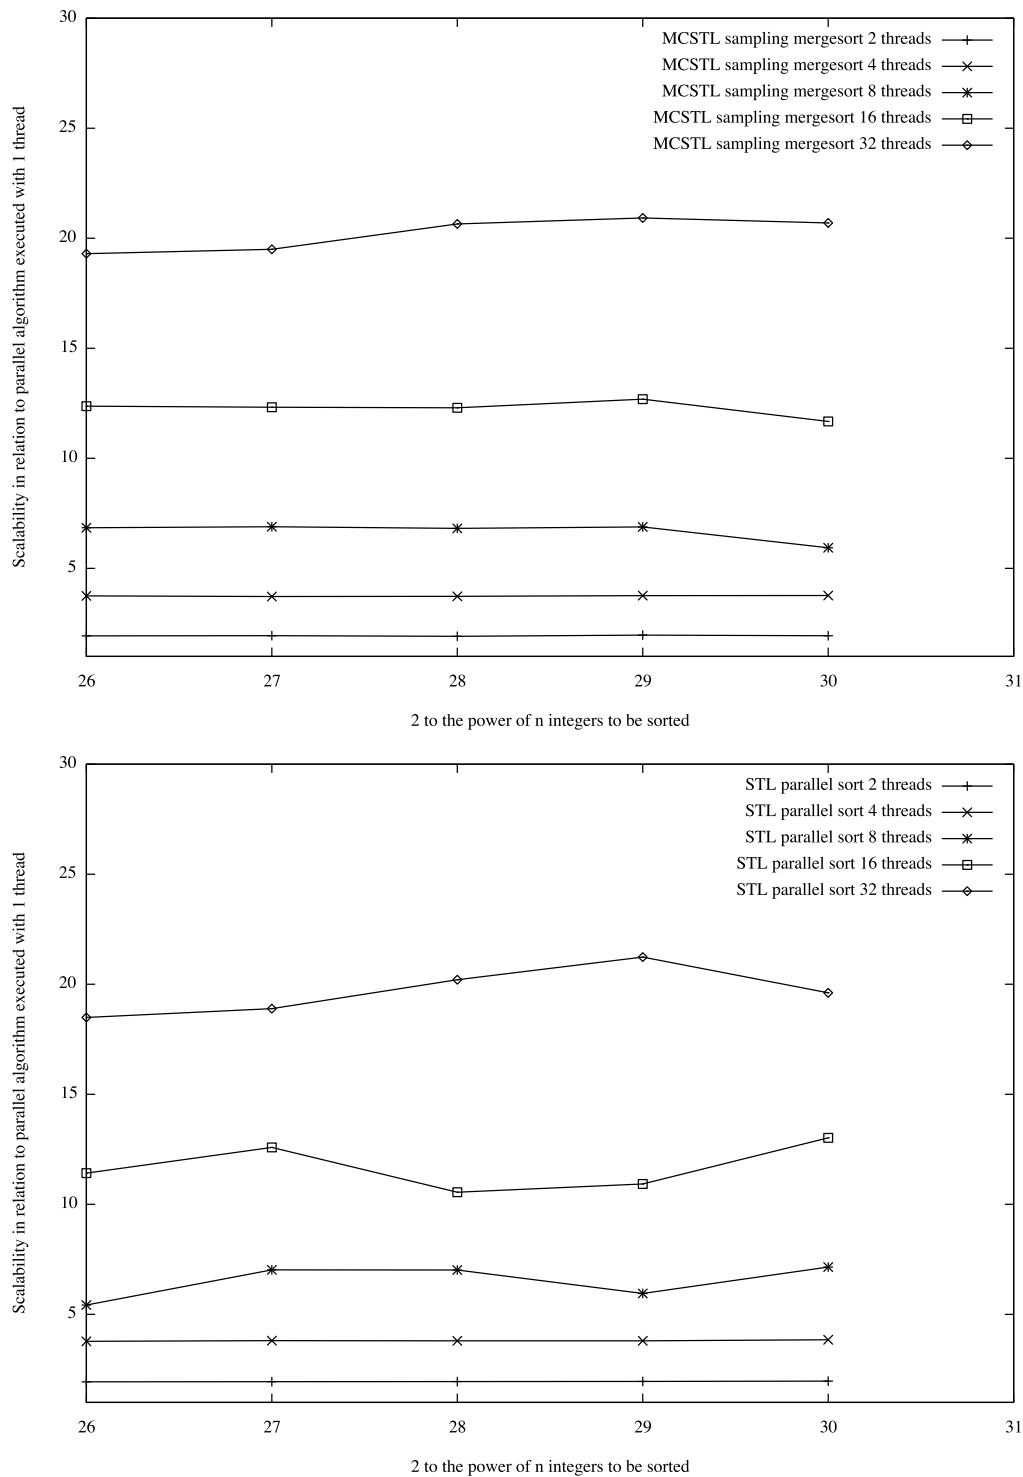 30
25
20
15
10
5
Scalability in relation to parallel algorithm executed with 1 thread
MCSTL sampling mergesort 2 threads
MCSTL sampling mergesort 4 threads
MCSTL sampling mergesort 8 threads
MCSTL sampling mergesort 16 threads
MCSTL sampling mergesort 32 threads
26 27 28 29 30 31
2 to the power of n integers to be sorted
30
25
20
15
10
5
Scalability in relation to parallel algorithm executed with 1 thread
STL parallel sort 2 threads
STL parallel sort 4 threads
STL parallel sort 8 threads
STL parallel sort 16 threads
STL parallel sort 32 threads
26 27 28 29 30 31
2 to the power of n integers to be sorted